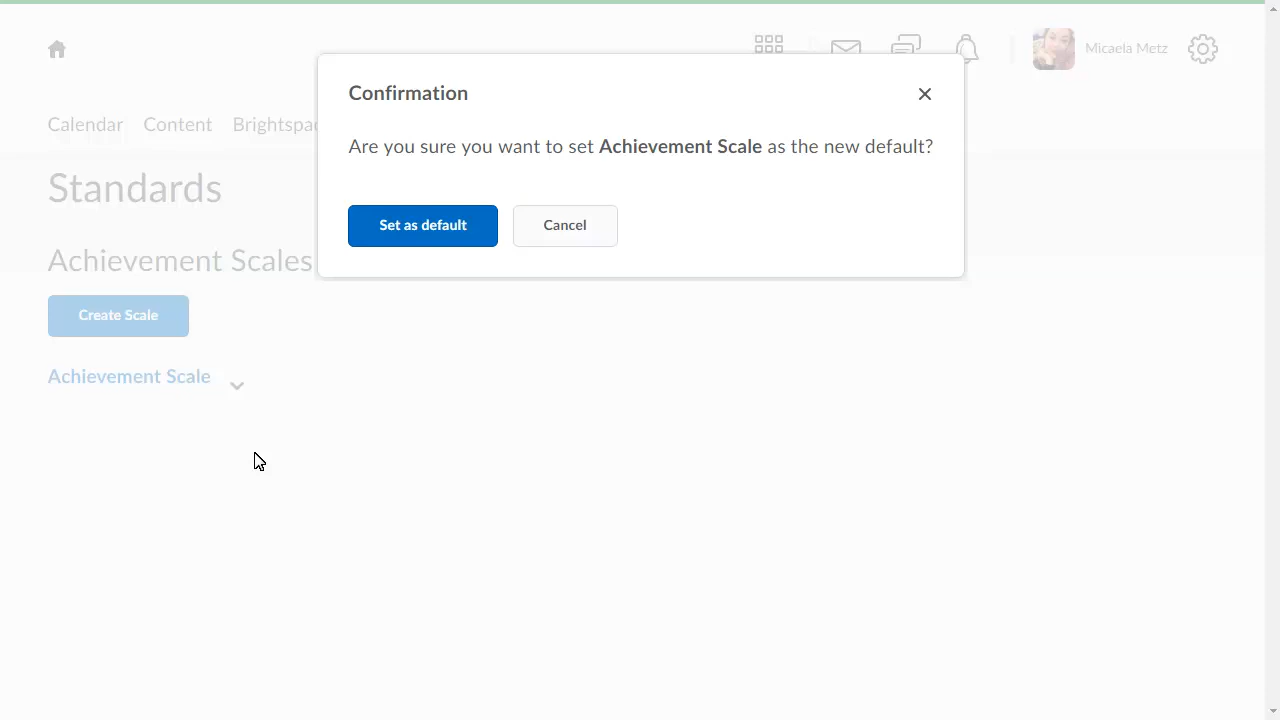 Micaela Metz
Confirmation
Calendar Content
Are you sure you want to set Achievement Scale as the new default?
Standards
Set as default Cancel
Achievement Scales
Create Scale
Achievement Scale